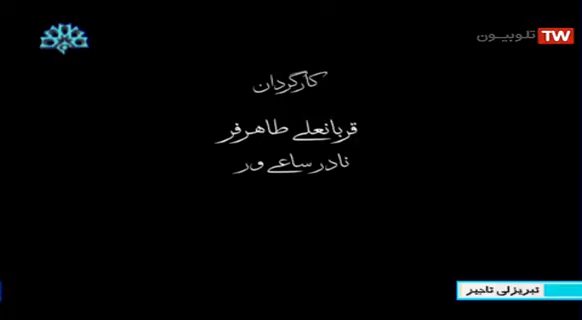 تلوبیون TW
کارگردان
قربانعلی طاهرفر
نادر ساعی ور
تبریزلی تاجیر